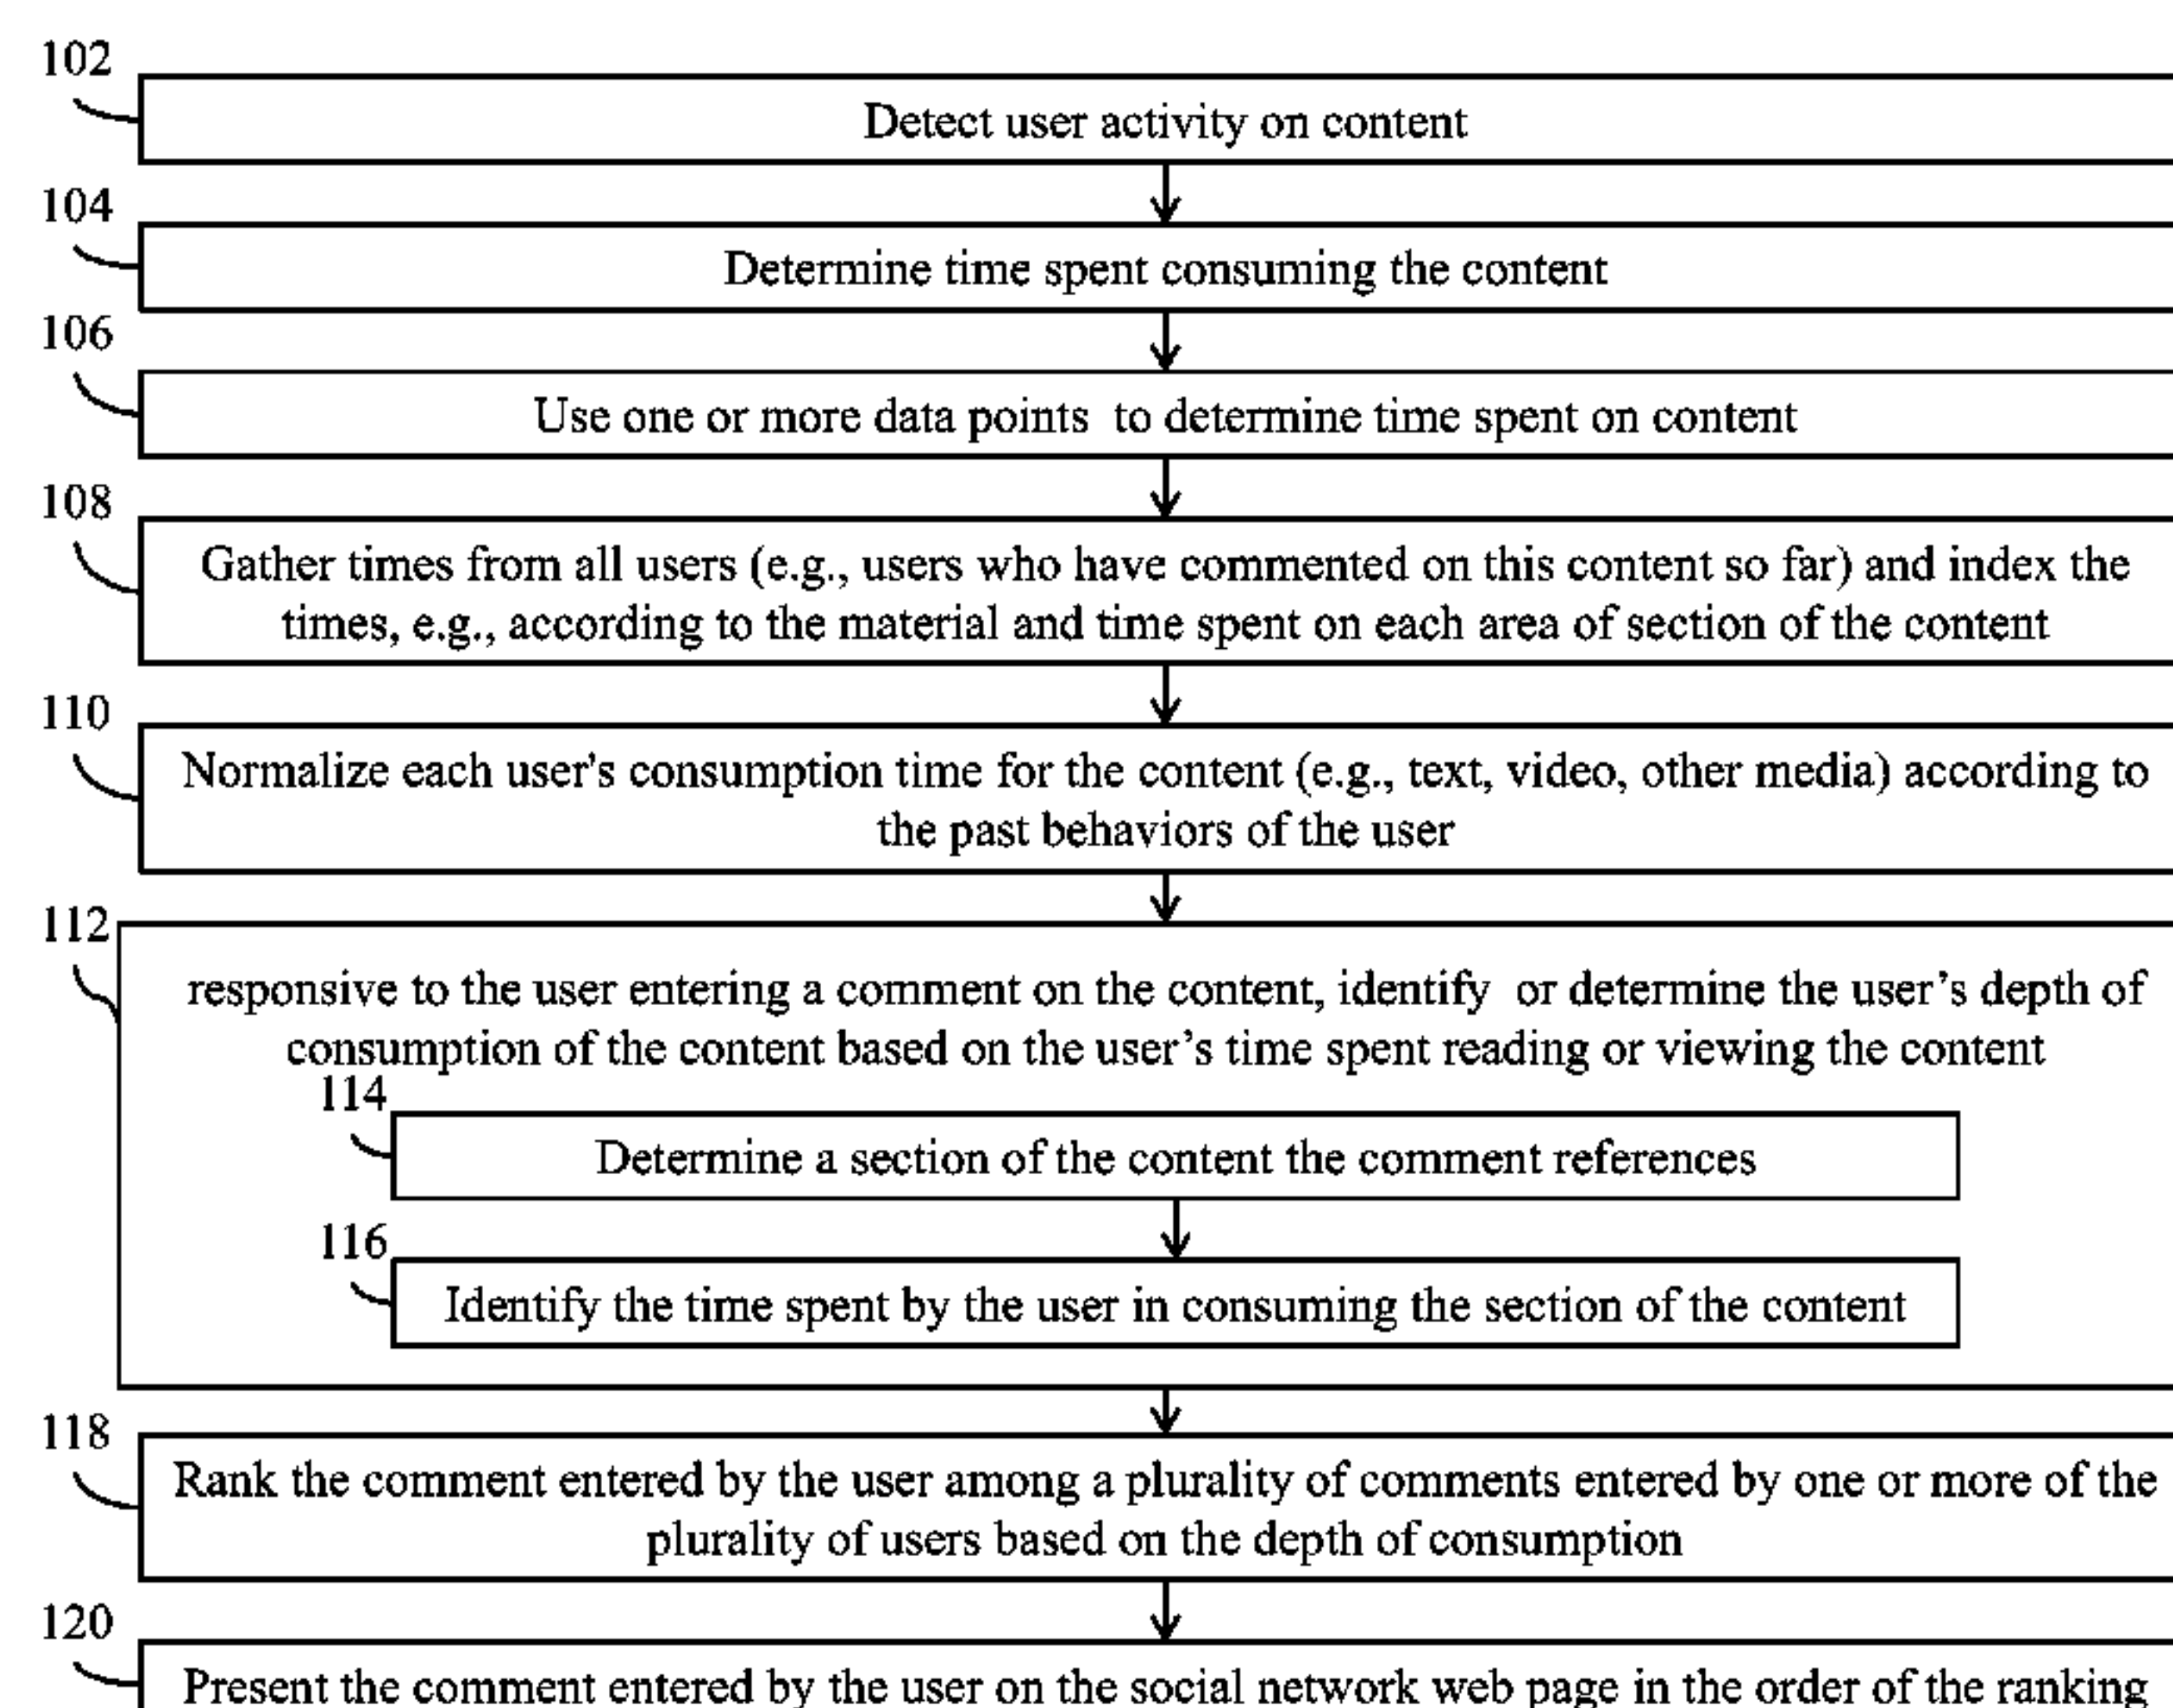 102
Detect user activity on content
104
Determine time spent consuming the content
106
Use one or more data points to determine time spent on content
108
Gather times from all users (e.g., users who have commented on this content so far) and index the
times, e.g., according to the material and time spent on each area of section of the content
110
Normalize each user's consumption time for the content (e.g., text, video, other media) according to
the past behaviors of the user
112
responsive to the user entering a comment on the content, identify or determine the user’s depth of
consumption of the content based on the user’s time spent reading or viewing the content
114
Determine a section of the content the comment references
116
Identify the time spent by the user in consuming the section of the content
118
Rank the comment entered by the user among a plurality of comments entered by one or more of the
plurality of users based on the depth of consumption
120
Present the comment entered by the user on the social network web page in the order of the ranking